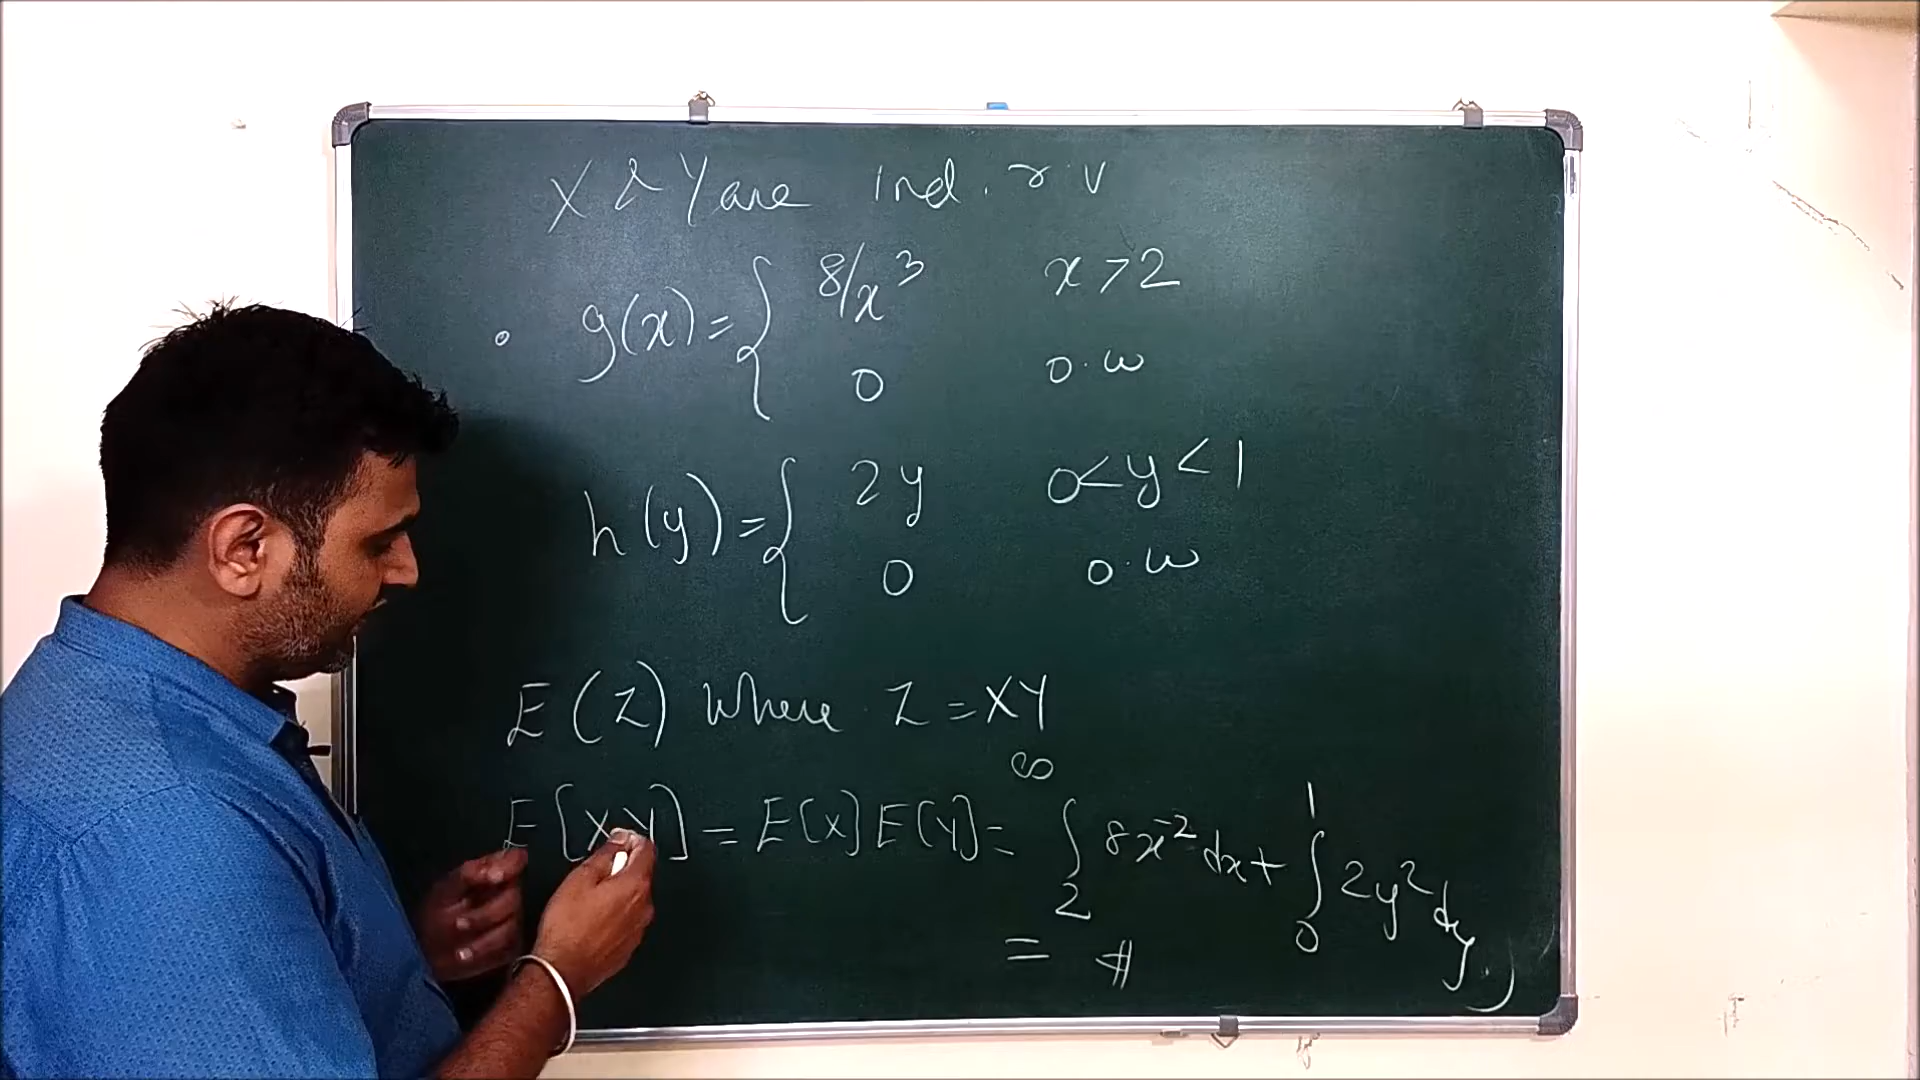 X & Y are Ind. r.v
g(x) = { 8/x³ x > 2
0 o.w
h(y) = { 2y 0 < y < 1
0 o.w
E(Z) where Z = XY
E[XY] = E[X] E[Y] = ∫₂^∞ 8x⁻² dx + ∫₀¹ 2y² dy
= #